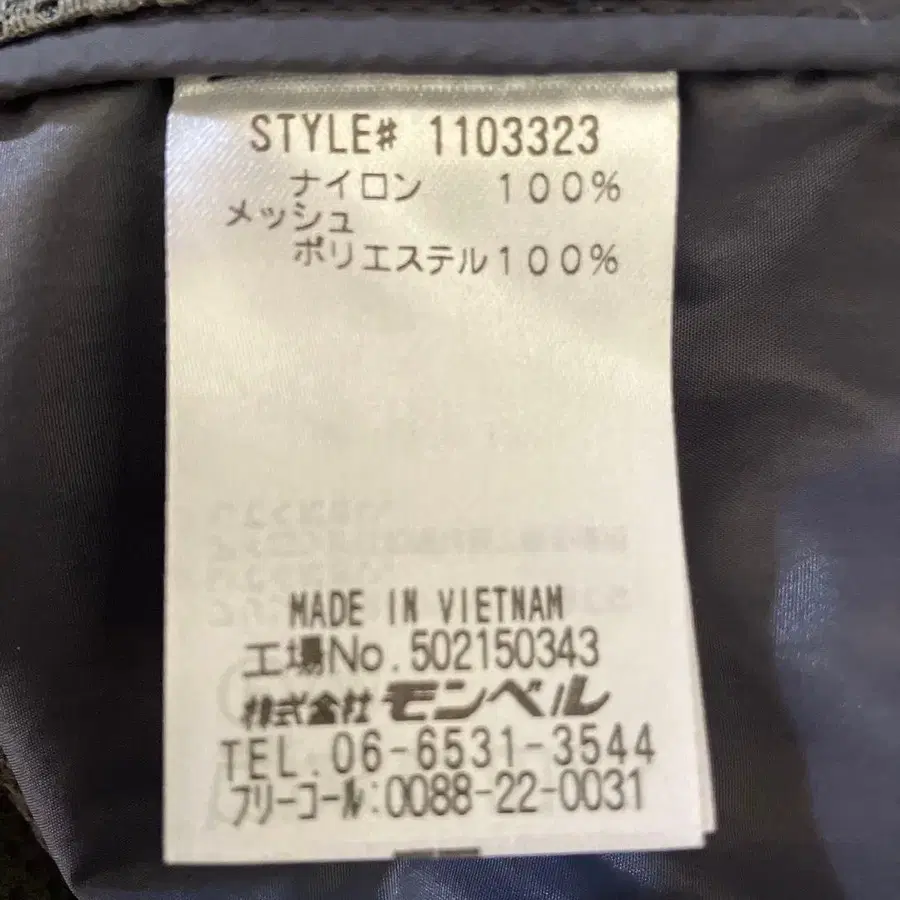 STYLE# 1103323
ナイロン 100%
メッシュ
ポリエステル100%
MADE IN VIETNAM
工場No.502150343
株式会社モンベル
TEL.06-6531-3544
フリーコール:0088-22-0031